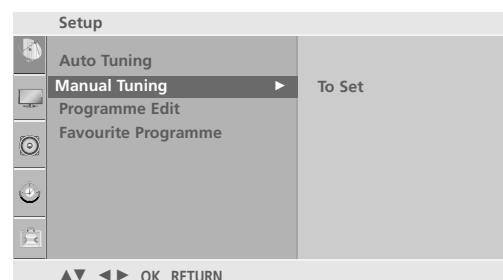 Setup
Auto Tuning
Manual Tuning ► To Set
Programme Edit
Favourite Programme
▲▼ ◄► OK RETURN